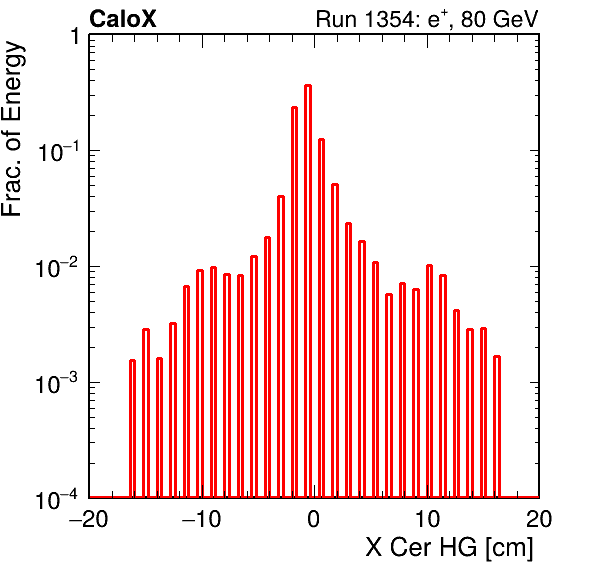 CaloX Run 1354: e⁺, 80 GeV
Frac. of Energy
1
10⁻¹
10⁻²
10⁻³
10⁻⁴
−20 −10 0 10 20
X Cer HG [cm]